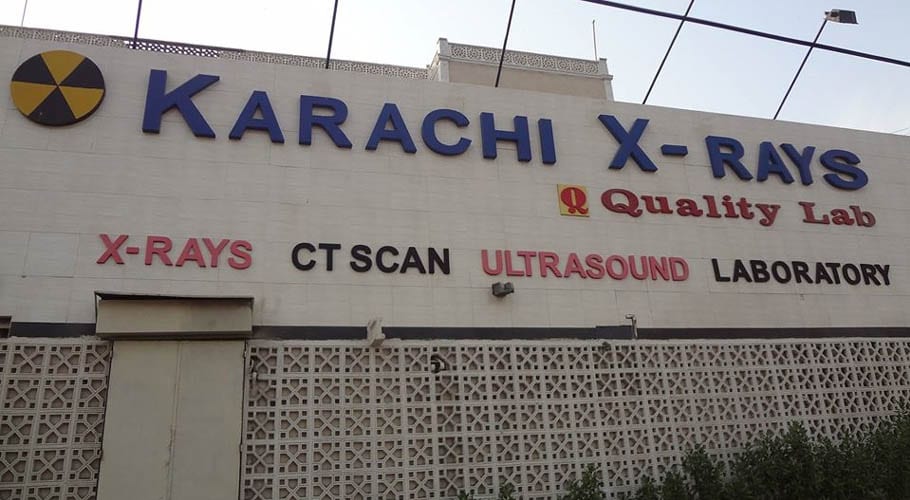 KARACHI X-RAYS
Q Quality Lab
X-RAYS CT SCAN ULTRASOUND LABORATORY